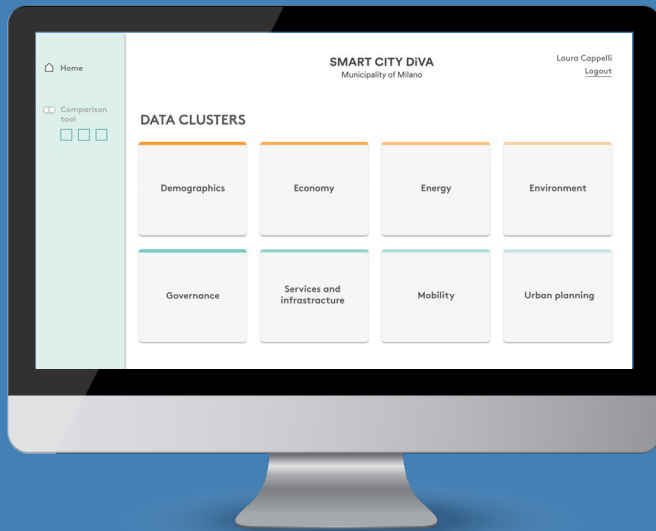 Home
Comparison
tool
SMART CITY DiVA
Municipality of Milano
Laura Cappelli
Logout
DATA CLUSTERS
Demographics
Economy
Energy
Environment
Governance
Services and
infrastracture
Mobility
Urban planning